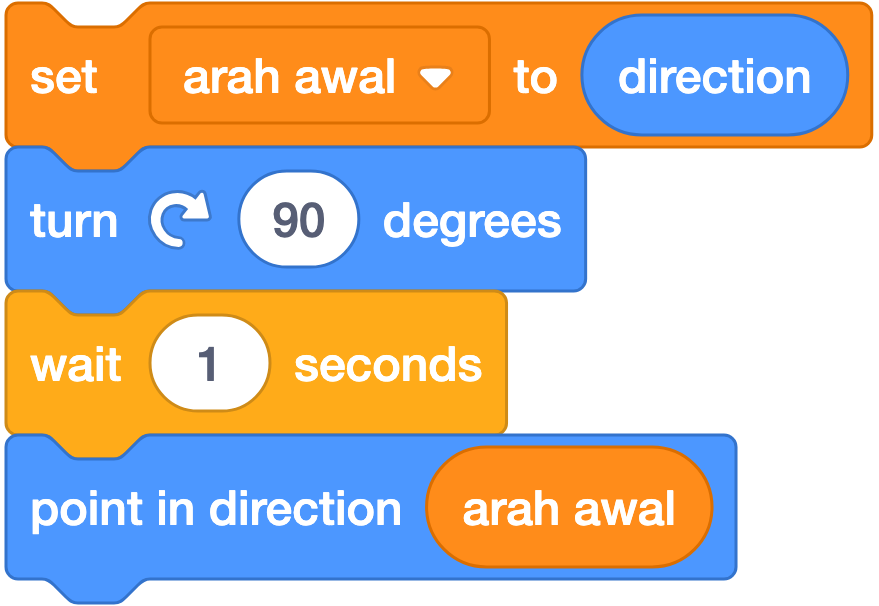 set arah awal to direction
turn 90 degrees
wait 1 seconds
point in direction arah awal